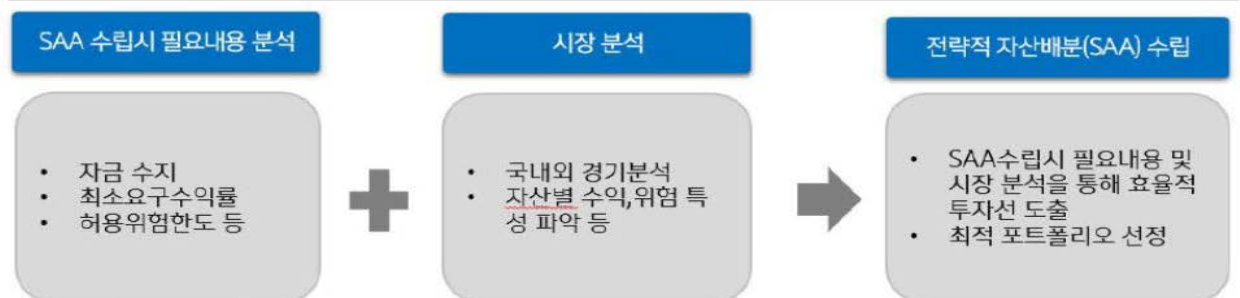 SAA 수립시 필요내용 분석
• 자금 수지
• 최소요구수익률
• 허용위험한도 등
시장 분석
• 국내외 경기분석
• 자산별 수익,위험 특
성 파악 등
전략적 자산배분(SAA) 수립
• SAA수립시 필요내용 및
시장 분석을 통해 효율적
투자선 도출
• 최적 포트폴리오 선정